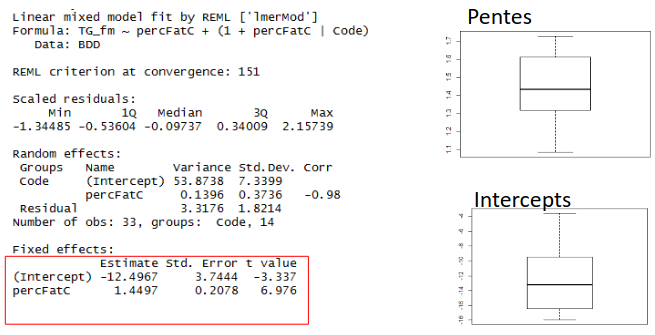 Linear mixed model fit by REML ['lmerMod']
Formula: TG_fm ~ percFatC + (1 + percFatC | Code)
Data: BDD
REML criterion at convergence: 151
Scaled residuals:
Min 1Q Median 3Q Max
-1.34485 -0.53604 -0.09737 0.34009 2.15739
Random effects:
Groups Name Variance Std.Dev. Corr
Code (Intercept) 53.8738 7.3399
percFatC 0.1396 0.3736 -0.98
Residual 3.3176 1.8214
Number of obs: 33, groups: Code, 14
Fixed effects:
Estimate Std. Error t value
(Intercept) -12.4967 3.7444 -3.337
percFatC 1.4497 0.2078 6.976
Pentes
1.7
1.6
1.5
1.4
1.3
1.2
1.1
Intercepts
-4
-6
-8
-10
-12
-14
-16
-18